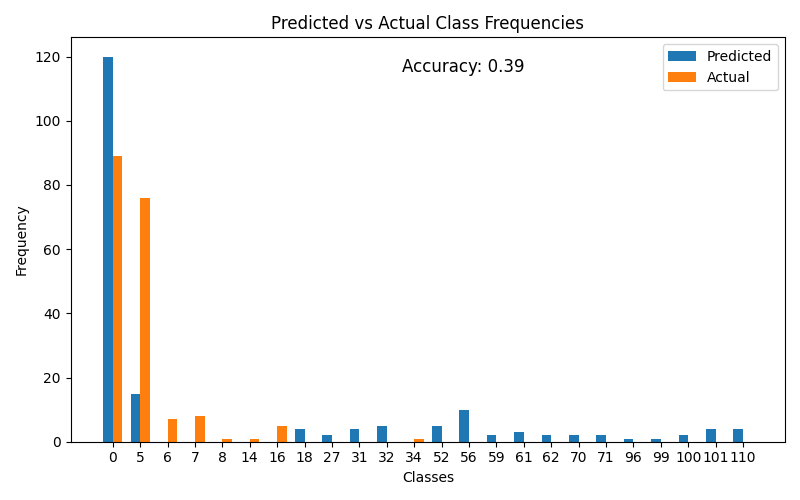 Predicted vs Actual Class Frequencies
Accuracy: 0.39
Predicted
Actual
Frequency
120
100
80
60
40
20
0
0 5 6 7 8 14 16 18 27 31 32 34 52 56 59 61 62 70 71 96 99 100 101 110
Classes